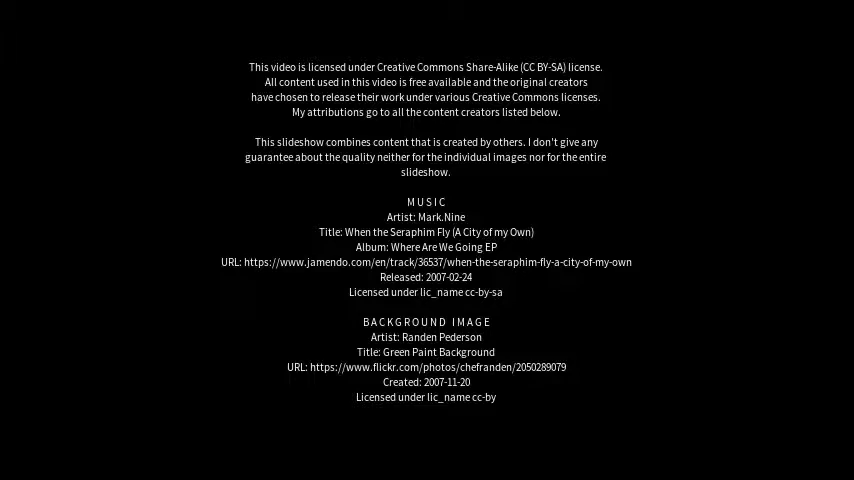 This video is licensed under Creative Commons Share-Alike (CC BY-SA) license.
All content used in this video is free available and the original creators
have chosen to release their work under various Creative Commons licenses.
My attributions go to all the content creators listed below.
This slideshow combines content that is created by others. I don't give any
guarantee about the quality neither for the individual images nor for the entire
slideshow.
MUSIC
Artist: Mark.Nine
Title: When the Seraphim Fly (A City of my Own)
Album: Where Are We Going EP
URL: https://www.jamendo.com/en/track/36537/when-the-seraphim-fly-a-city-of-my-own
Released: 2007-02-24
Licensed under lic_name cc-by-sa
BACKGROUND IMAGE
Artist: Randen Pederson
Title: Green Paint Background
URL: https://www.flickr.com/photos/chefranden/2050289079
Created: 2007-11-20
Licensed under lic_name cc-by